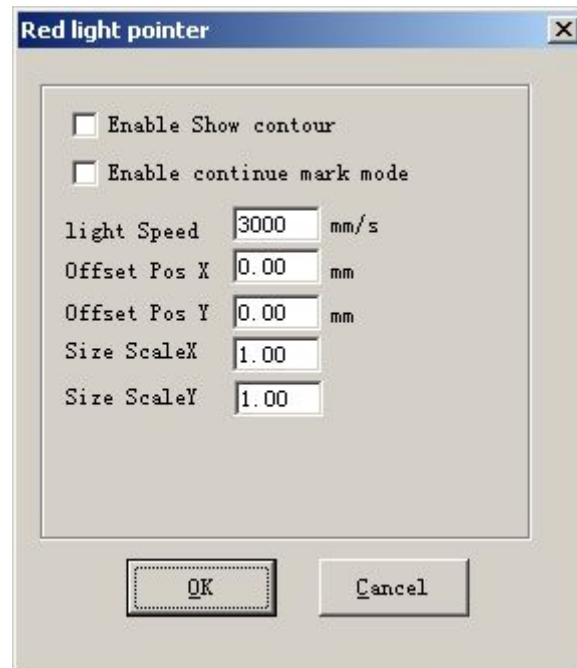 Red light pointer
Enable Show contour
Enable continue mark mode
light Speed 3000 mm/s
Offset Pos X 0.00 mm
Offset Pos Y 0.00 mm
Size ScaleX 1.00
Size ScaleY 1.00
OK Cancel